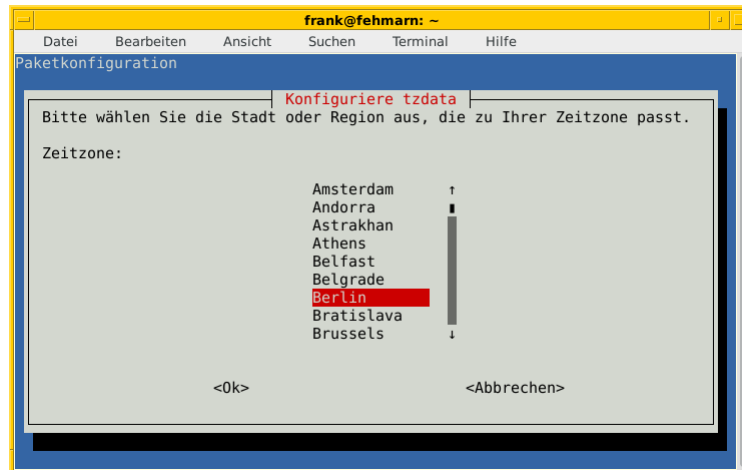 frank@fehmarn: ~
Datei Bearbeiten Ansicht Suchen Terminal Hilfe
Paketkonfiguration
Konfiguriere tzdata
Bitte wählen Sie die Stadt oder Region aus, die zu Ihrer Zeitzone passt.
Zeitzone:
Amsterdam
Andorra
Astrakhan
Athens
Belfast
Belgrade
Berlin
Bratislava
Brussels
<Ok> <Abbrechen>